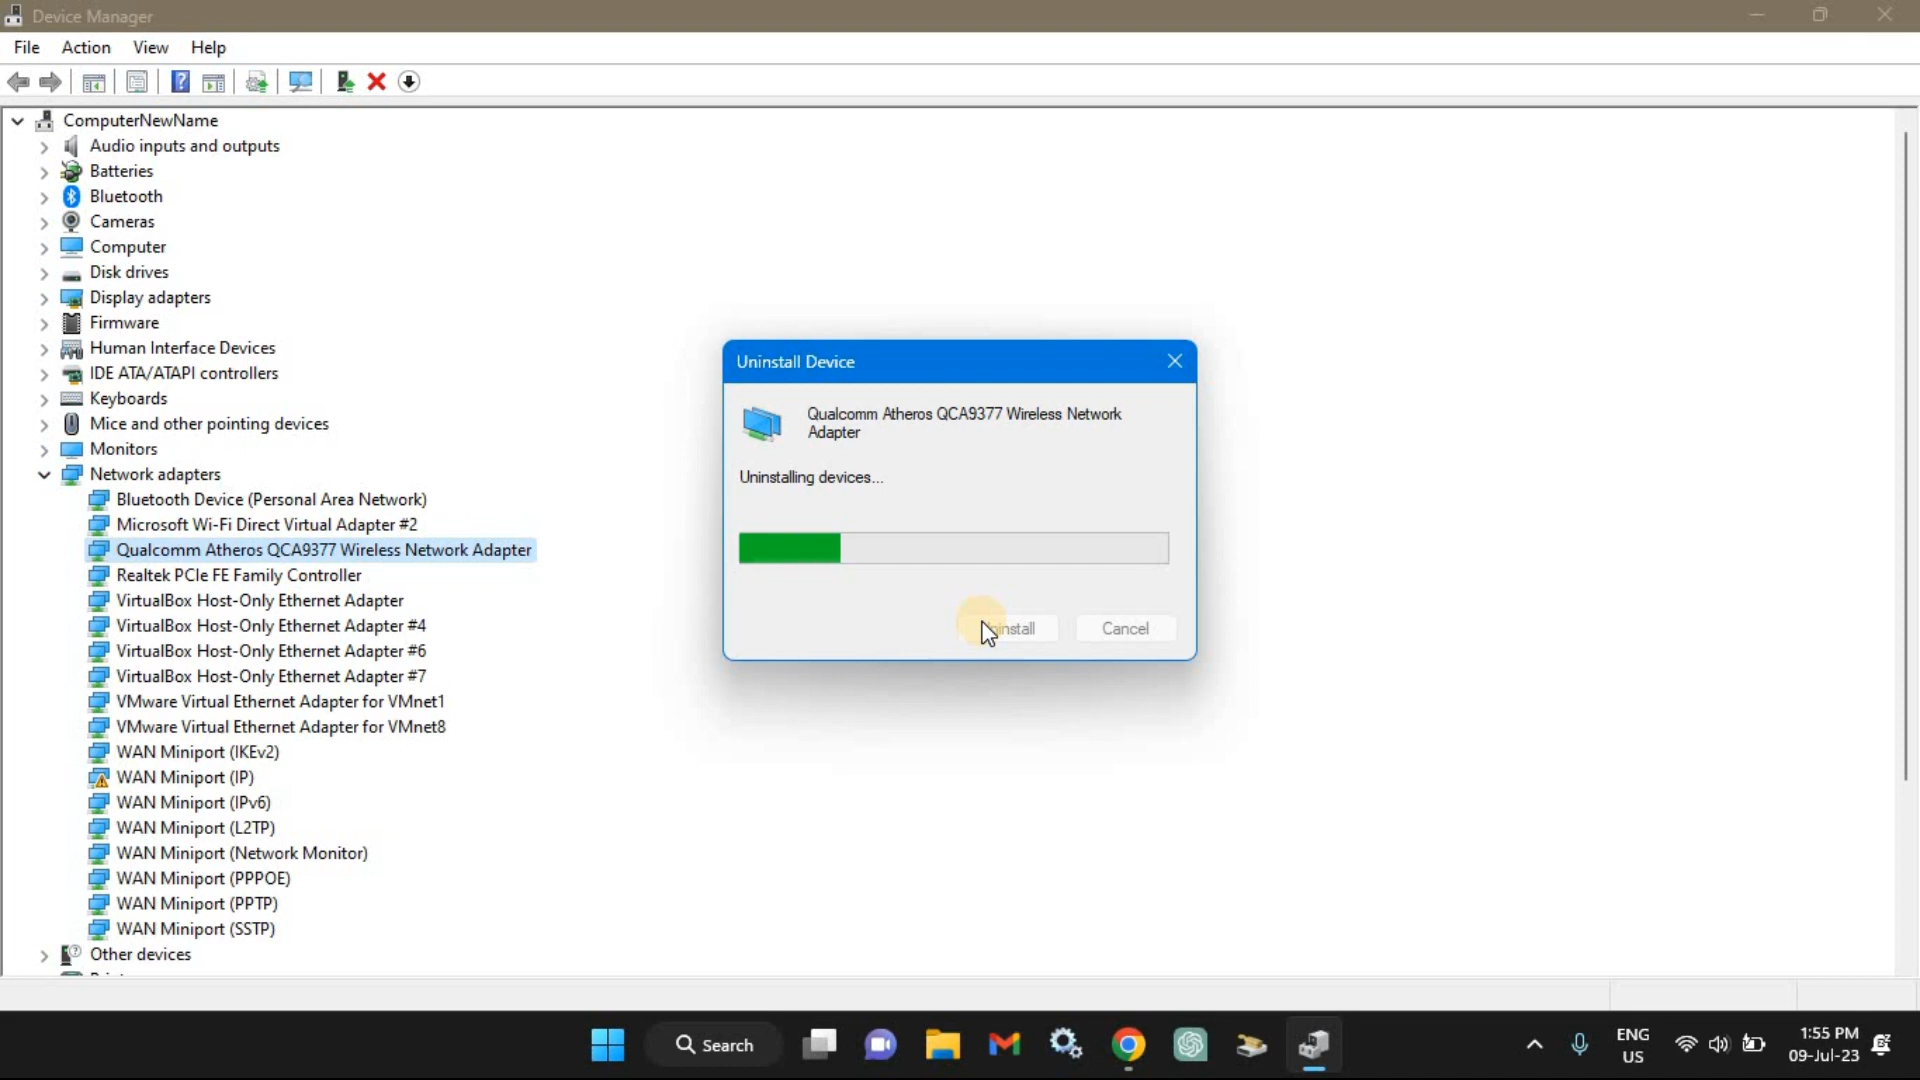 Device Manager
File Action View Help
ComputerNewName
Audio inputs and outputs
Batteries
Bluetooth
Cameras
Computer
Disk drives
Display adapters
Firmware
Human Interface Devices
IDE ATA/ATAPI controllers
Keyboards
Mice and other pointing devices
Monitors
Network adapters
Bluetooth Device (Personal Area Network)
Microsoft Wi-Fi Direct Virtual Adapter #2
Qualcomm Atheros QCA9377 Wireless Network Adapter
Realtek PCIe FE Family Controller
VirtualBox Host-Only Ethernet Adapter
VirtualBox Host-Only Ethernet Adapter #4
VirtualBox Host-Only Ethernet Adapter #6
VirtualBox Host-Only Ethernet Adapter #7
VMware Virtual Ethernet Adapter for VMnet1
VMware Virtual Ethernet Adapter for VMnet8
WAN Miniport (IKEv2)
WAN Miniport (IP)
WAN Miniport (IPv6)
WAN Miniport (L2TP)
WAN Miniport (Network Monitor)
WAN Miniport (PPPOE)
WAN Miniport (PPTP)
WAN Miniport (SSTP)
Other devices
Uninstall Device
Qualcomm Atheros QCA9377 Wireless Network
Adapter
Uninstalling devices...
Uninstall Cancel
Search
ENG
US
1:55 PM
09-Jul-23